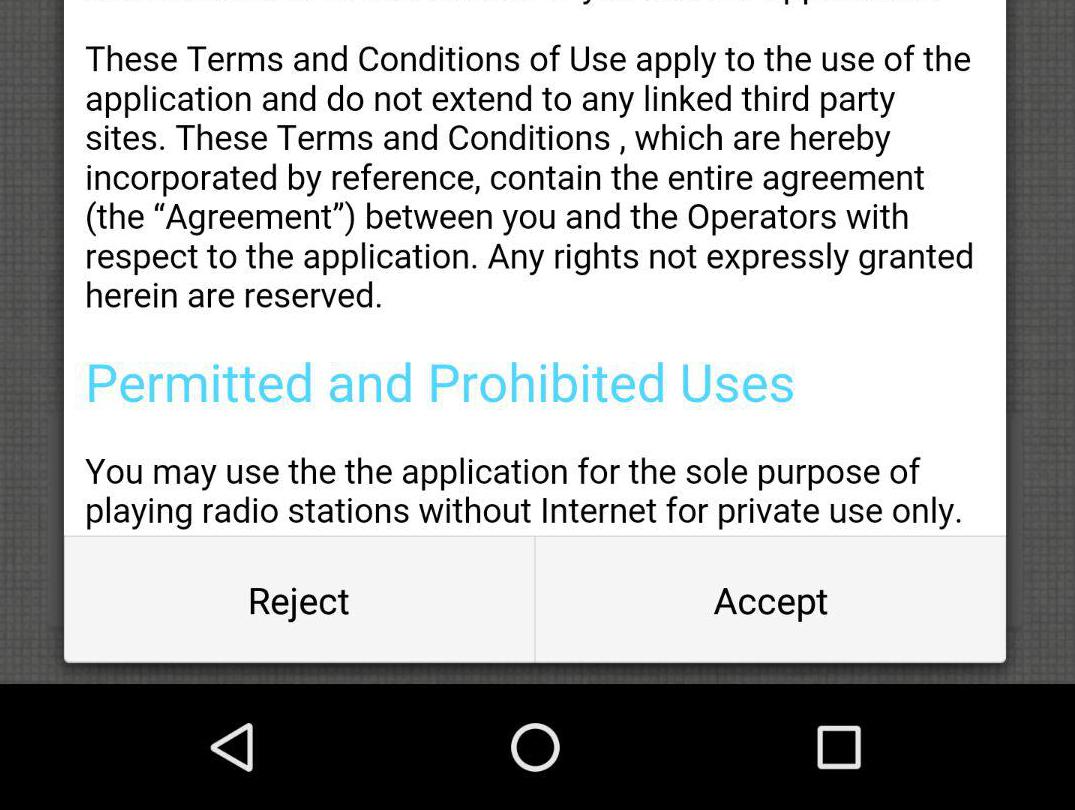 These Terms and Conditions of Use apply to the use of the
application and do not extend to any linked third party
sites. These Terms and Conditions , which are hereby
incorporated by reference, contain the entire agreement
(the “Agreement”) between you and the Operators with
respect to the application. Any rights not expressly granted
herein are reserved.
Permitted and Prohibited Uses
You may use the the application for the sole purpose of
playing radio stations without Internet for private use only.
Reject
Accept